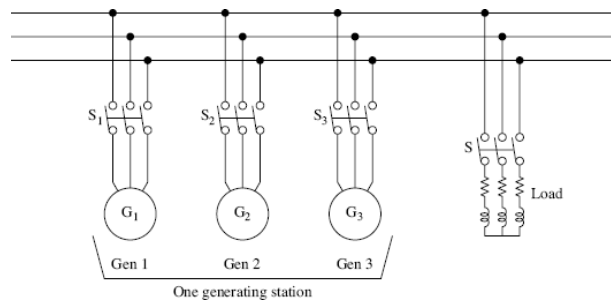 S1 S2 S3 S
Load
G1 G2 G3
Gen 1 Gen 2 Gen 3
One generating station